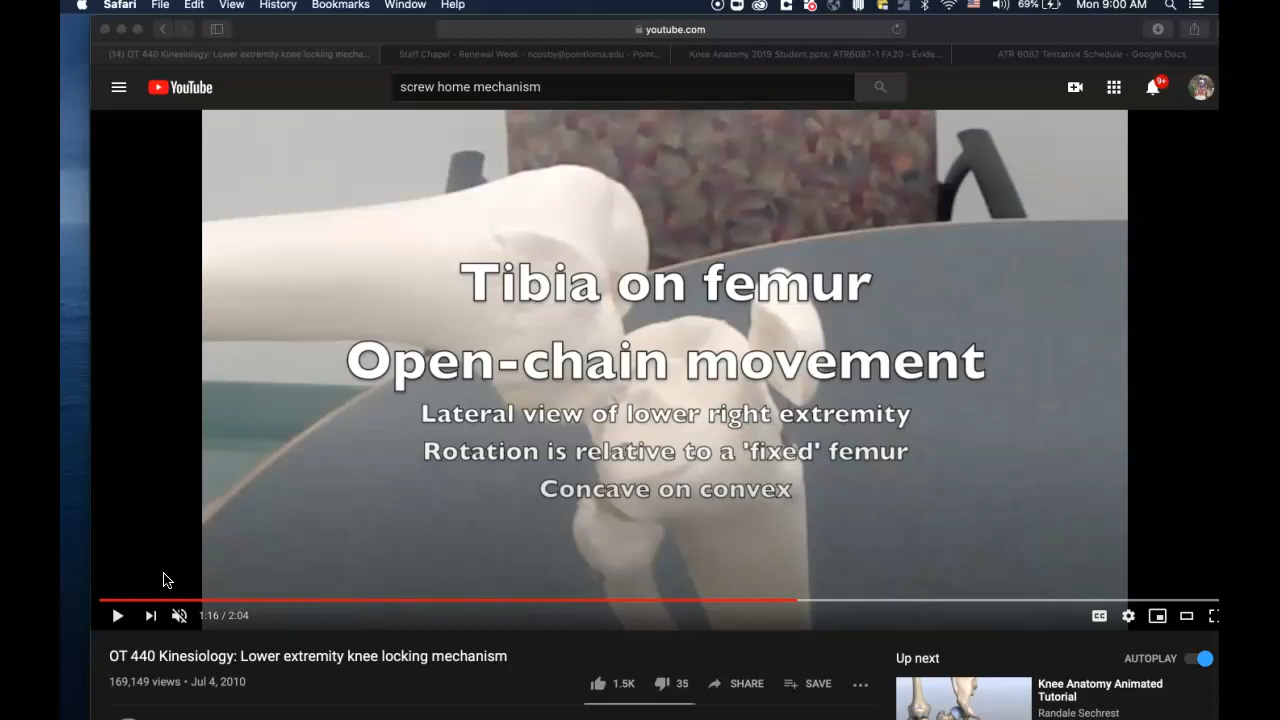 Safari File Edit View History Bookmarks Window Help 69% Mon 9:00 AM
youtube.com
(14) OT 440 Kinesiology: Lower extremity knee locking mecha... Staff Chapel - Renewal Week - ncosby@pointloma.edu - Point... Knee Anatomy 2019 Student.pptx: ATR6087-1 FA20 - Evide... ATR 6087 Tentative Schedule - Google Docs
YouTube screw home mechanism 9+
Tibia on femur
Open-chain movement
Lateral view of lower right extremity
Rotation is relative to a 'fixed' femur
Concave on convex
1:16 / 2:04 CC
OT 440 Kinesiology: Lower extremity knee locking mechanism
169,149 views • Jul 4, 2010
1.5K 35 SHARE SAVE
Up next AUTOPLAY
Knee Anatomy Animated
Tutorial
Randale Sechrest